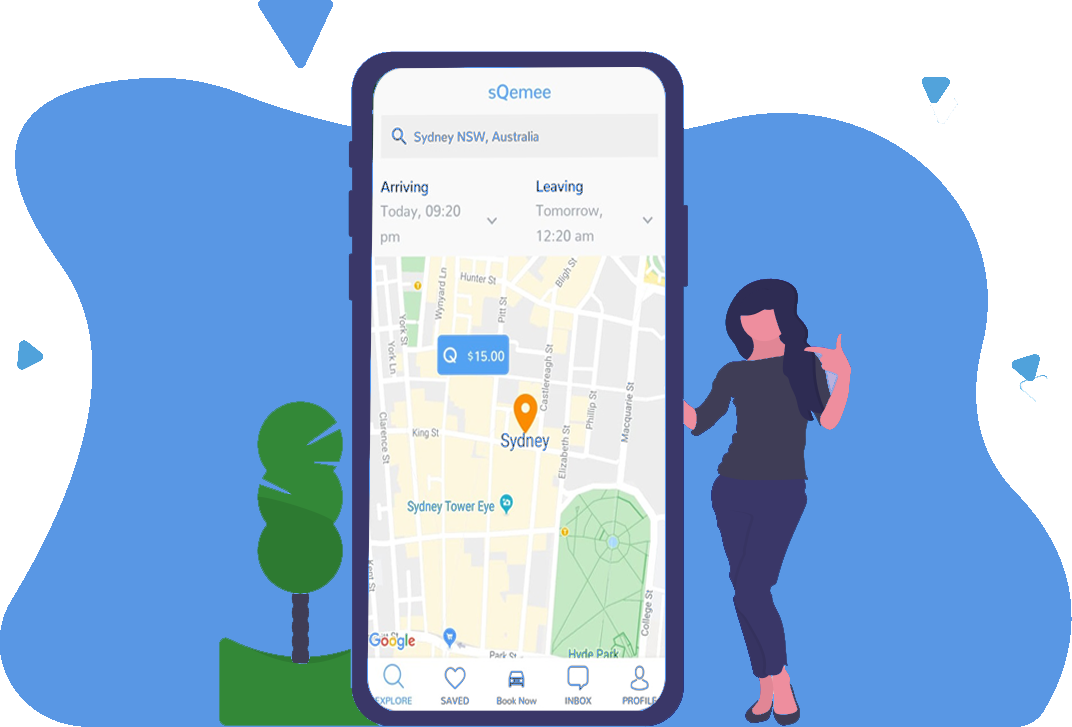 sQemee
Sydney NSW, Australia
Arriving
Leaving
Today, 09:20
pm
Tomorrow,
12:20 am
Hunter St
Bligh St
Wynyard Ln
Pitt St
York St
York Ln
Q $15.00
Castlereagh St
Phillip St
Macquarie St
Clarence St
King St
Sydney
Elizabeth St
Sydney Tower Eye
College St
Kent St
Google
Park St
Hyde Park
EXPLORE
SAVED
Book Now
INBOX
PROFILE